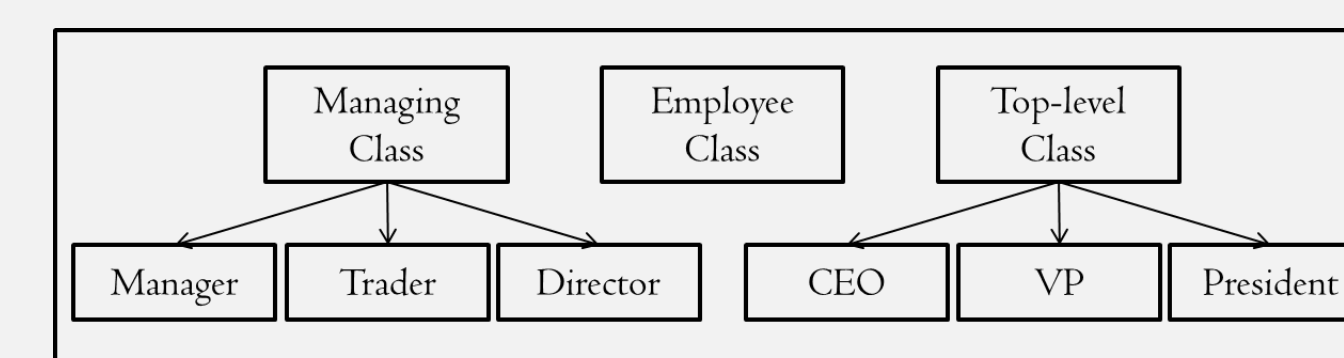 Managing
Class
Employee
Class
Top-level
Class
Manager
Trader
Director
CEO
VP
President